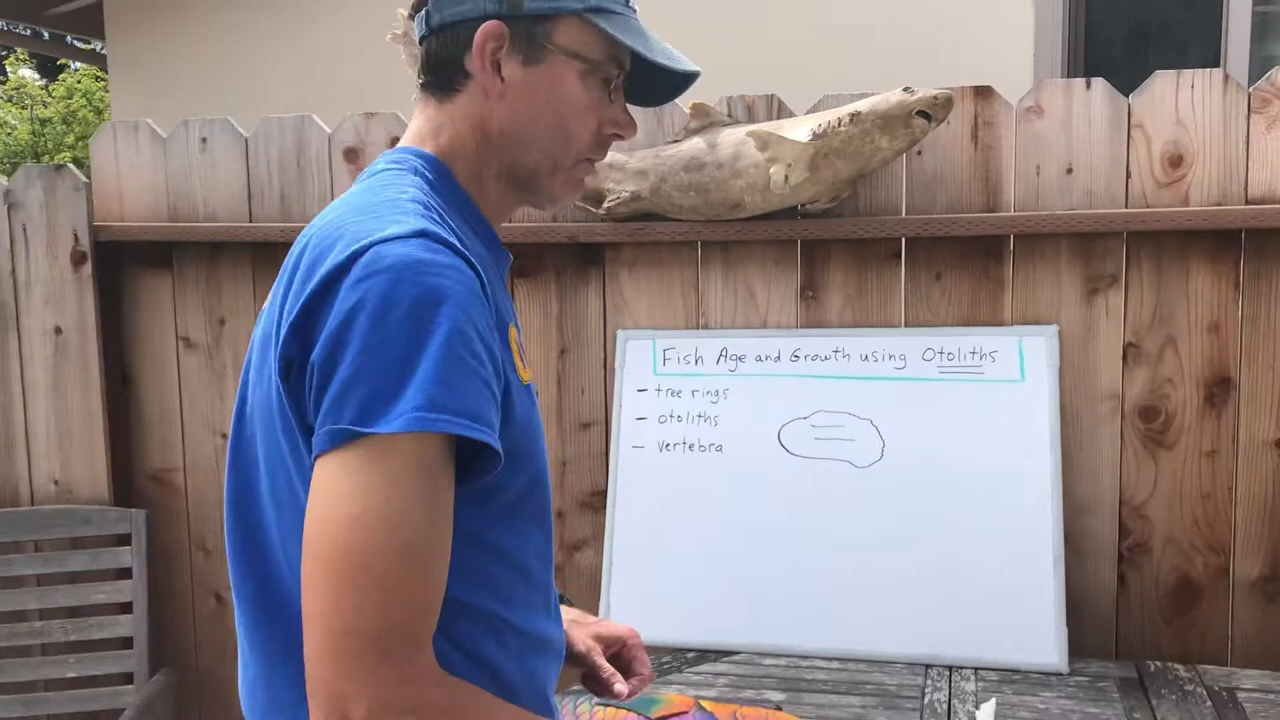 Fish Age and Growth using Otoliths
- tree rings
- otoliths
- vertebra